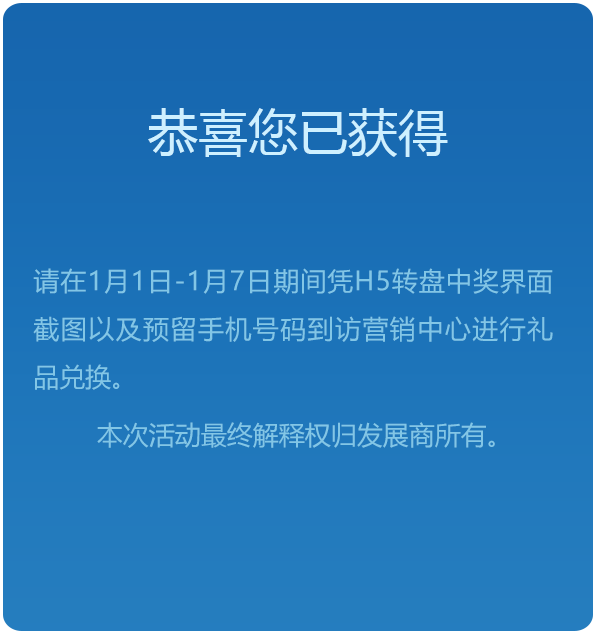 恭喜您已获得
请在1月1日-1月7日期间凭H5转盘中奖界面
截图以及预留手机号码到访营销中心进行礼
品兑换。
本次活动最终解释权归发展商所有。